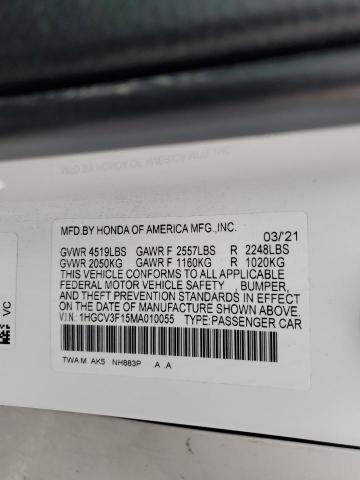 MFD.BY HONDA OF AMERICA MFG.,INC. 03/'21
GVWR 4519LBS GAWR F 2557LBS R 2248LBS
GVWR 2050KG GAWR F 1160KG R 1020KG
THIS VEHICLE CONFORMS TO ALL APPLICABLE
FEDERAL MOTOR VEHICLE SAFETY , BUMPER,
AND THEFT PREVENTION STANDARDS IN EFFECT
ON THE DATE OF MANUFACTURE SHOWN ABOVE.
V.I.N.: 1HGCV3F15MA010055 TYPE:PASSENGER CAR
TWA M AK5 NH883P A .A
VC